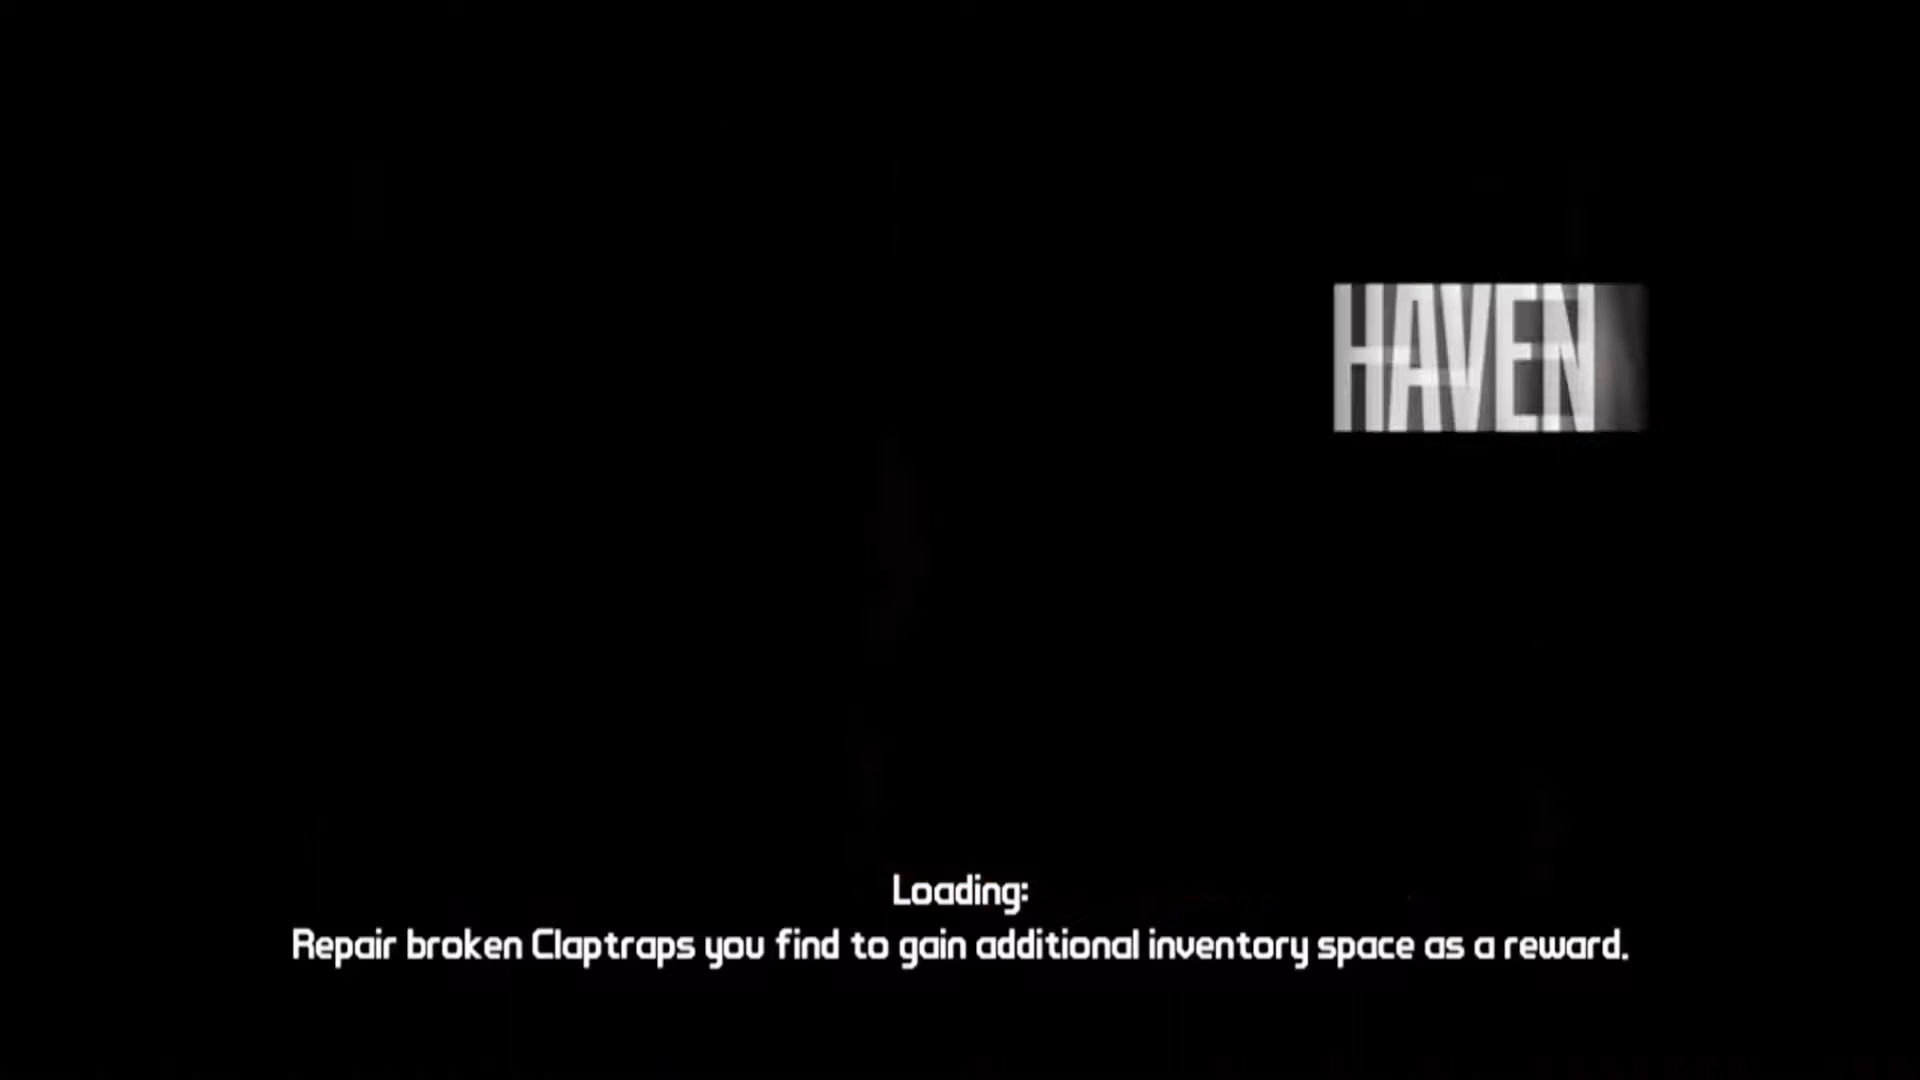 HAVEN
Loading:
Repair broken Claptraps you find to gain additional inventory space as a reward.